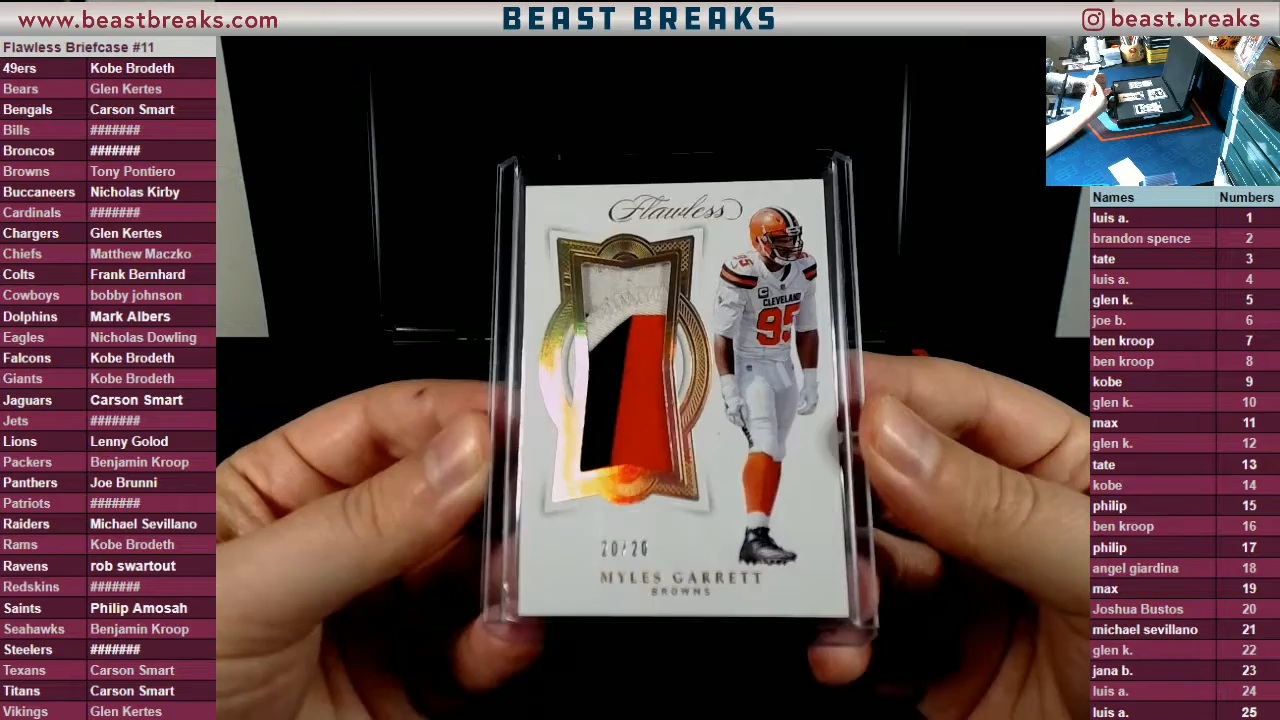 www.beastbreaks.com
BEAST BREAKS
beast.breaks
Flawless Briefcase #11
49ers Kobe Brodeth
Bears Glen Kertes
Bengals Carson Smart
Bills #######
Broncos #######
Browns Tony Pontiero
Buccaneers Nicholas Kirby
Cardinals #######
Chargers Glen Kertes
Chiefs Matthew Maczko
Colts Frank Bernhard
Cowboys bobby johnson
Dolphins Mark Albers
Eagles Nicholas Dowling
Falcons Kobe Brodeth
Giants Kobe Brodeth
Jaguars Carson Smart
Jets #######
Lions Lenny Golod
Packers Benjamin Kroop
Panthers Joe Brunni
Patriots #######
Raiders Michael Sevillano
Rams Kobe Brodeth
Ravens rob swartout
Redskins #######
Saints Philip Amosah
Seahawks Benjamin Kroop
Steelers #######
Texans Carson Smart
Titans Carson Smart
Vikings Glen Kertes
Flawless
95
CLEVELAND
95
20/20
MYLES GARRETT
BROWNS
Names Numbers
luis a. 1
brandon spence 2
tate 3
luis a. 4
glen k. 5
joe b. 6
ben kroop 7
ben kroop 8
kobe 9
glen k. 10
max 11
glen k. 12
tate 13
kobe 14
philip 15
ben kroop 16
philip 17
angel giardina 18
max 19
Joshua Bustos 20
michael sevillano 21
glen k. 22
jana b. 23
luis a. 24
luis a. 25